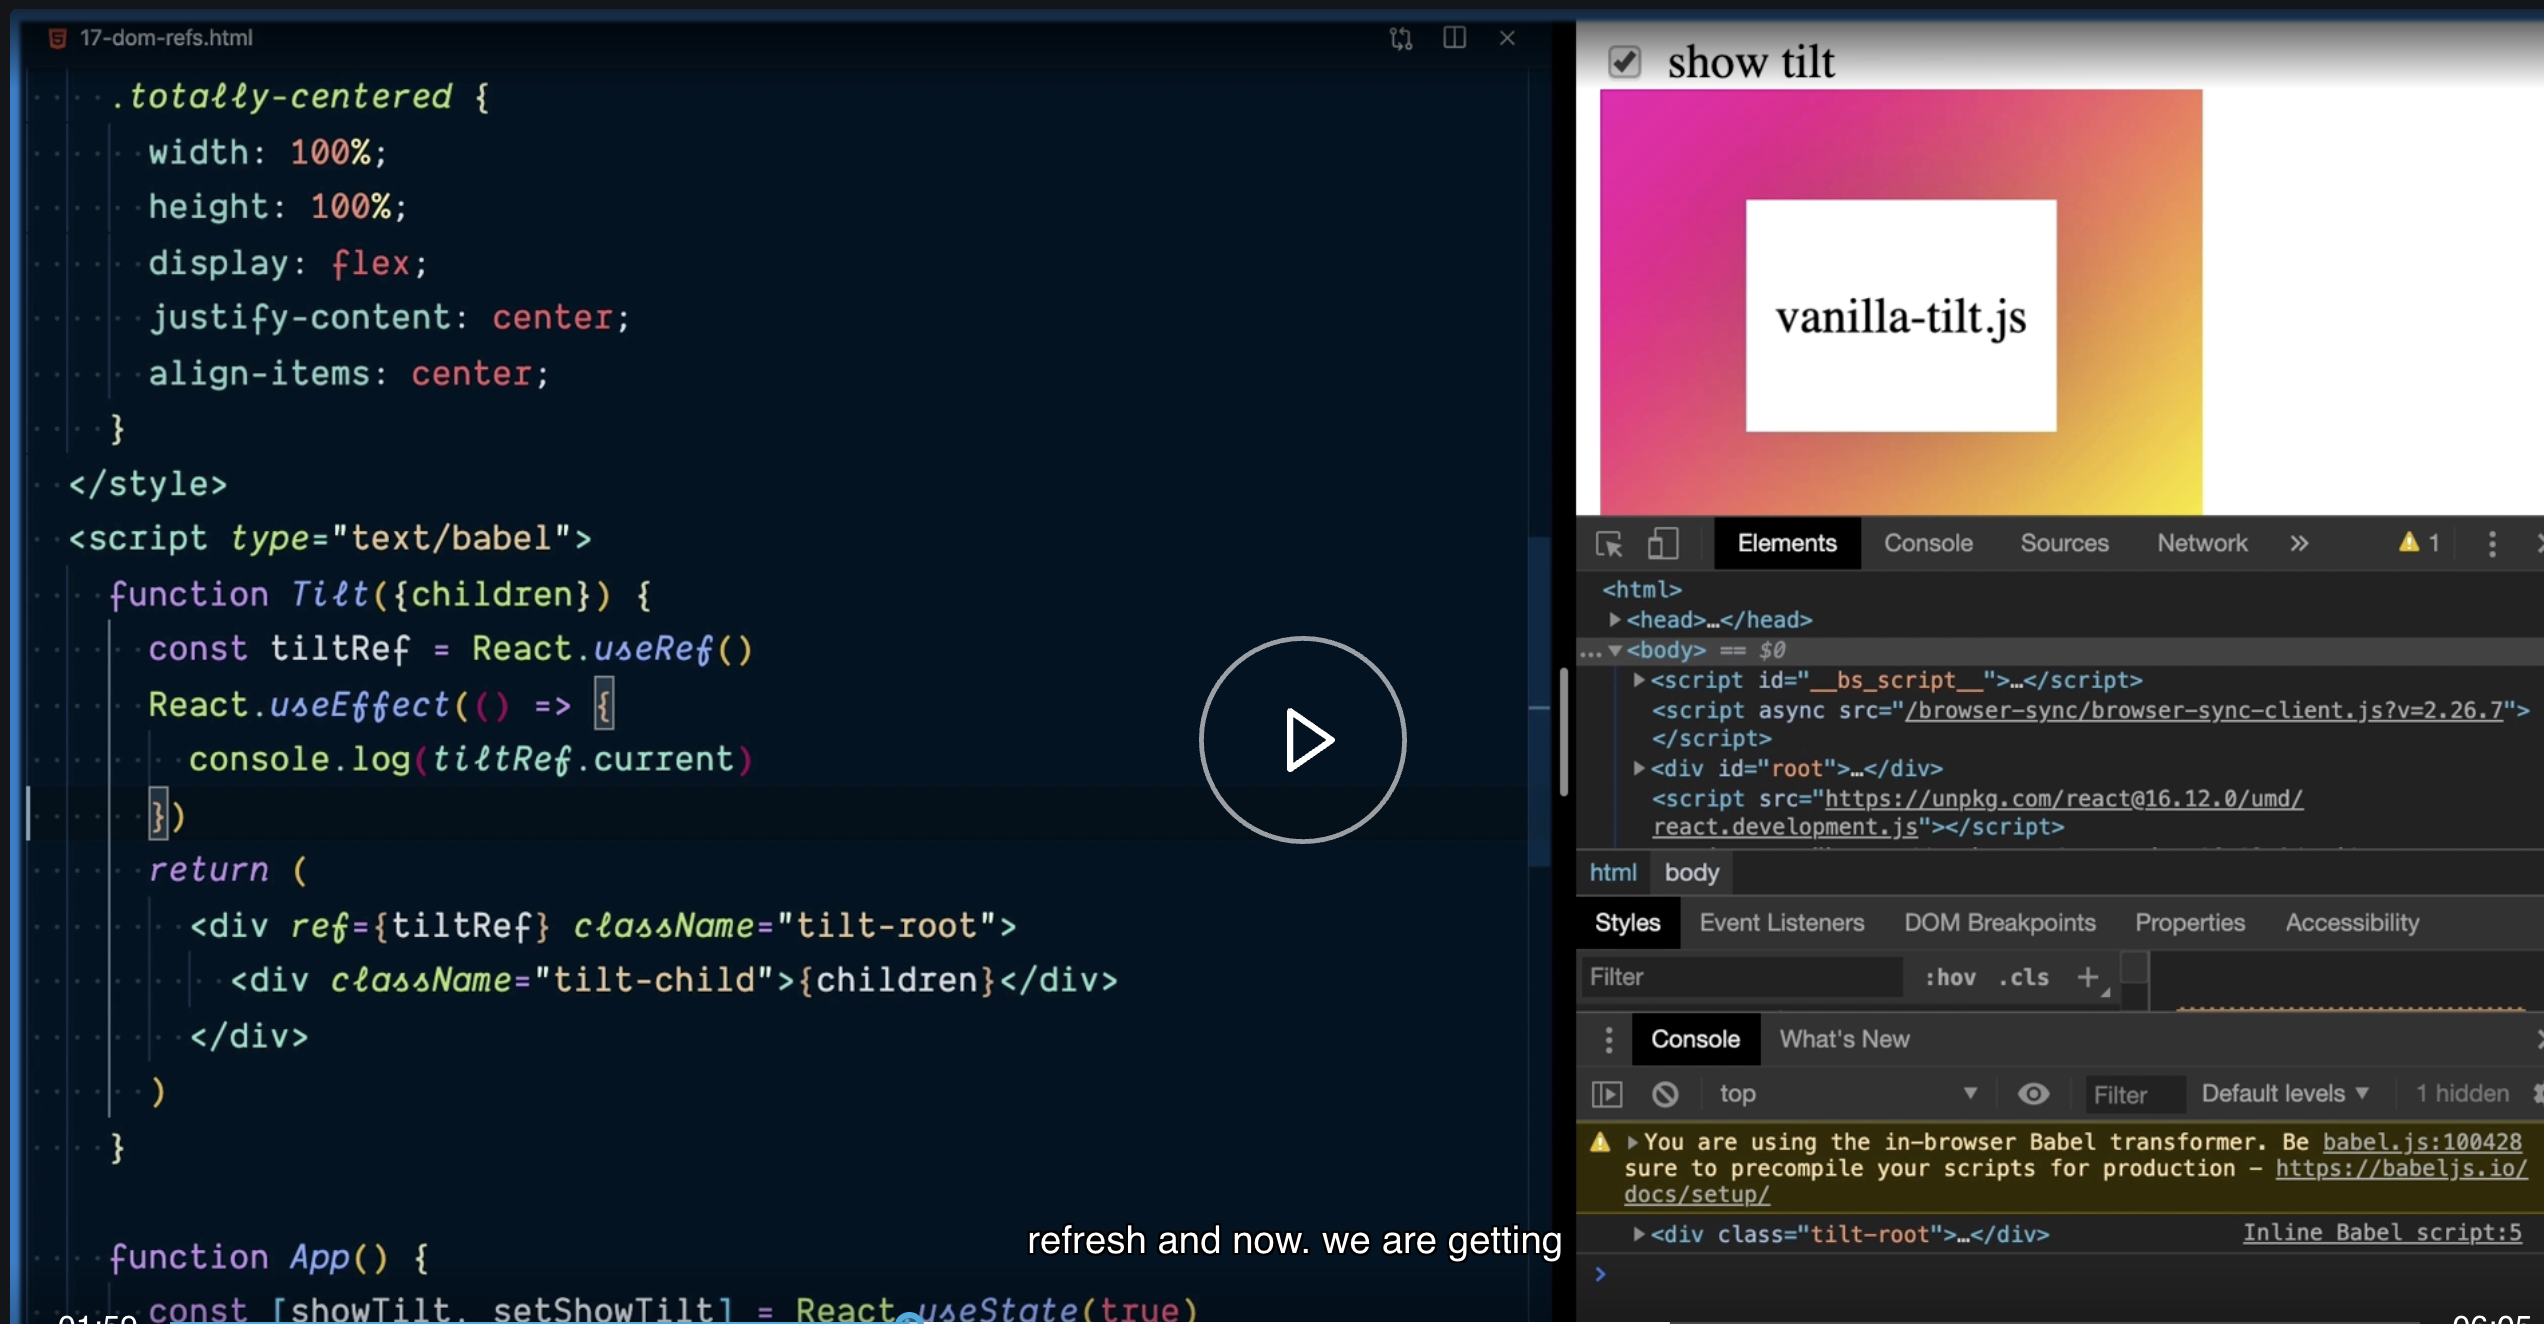 17-dom-refs.html
.totally-centered {
width: 100%;
height: 100%;
display: flex;
justify-content: center;
align-items: center;
}
</style>
<script type="text/babel">
function Tilt({children}) {
const tiltRef = React.useRef()
React.useEffect(() => {
console.log(tiltRef.current)
})
return (
<div ref={tiltRef} className="tilt-root">
<div className="tilt-child">{children}</div>
</div>
)
}
function App() {
const [showTilt, setShowTilt] = React.useState(true)
refresh and now. we are getting
show tilt
vanilla-tilt.js
Elements Console Sources Network » 1
<html>
<head>…</head>
… <body> == $0
<script id="__bs_script__">…</script>
<script async src="/browser-sync/browser-sync-client.js?v=2.26.7">
</script>
<div id="root">…</div>
<script src="https://unpkg.com/react@16.12.0/umd/
react.development.js"></script>
html body
Styles Event Listeners DOM Breakpoints Properties Accessibility
Filter :hov .cls +
Console What's New
top Filter Default levels 1 hidden
You are using the in-browser Babel transformer. Be babel.js:100428
sure to precompile your scripts for production – https://babeljs.io/
docs/setup/
<div class="tilt-root">…</div> Inline Babel script:5
>